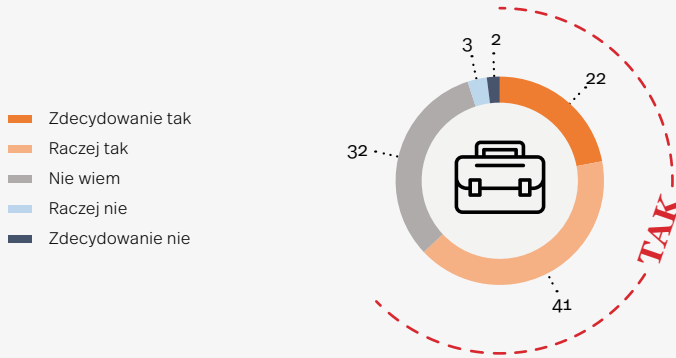 Zdecydowanie tak
Raczej tak
Nie wiem
Raczej nie
Zdecydowanie nie
3
2
22
32
41
TAK